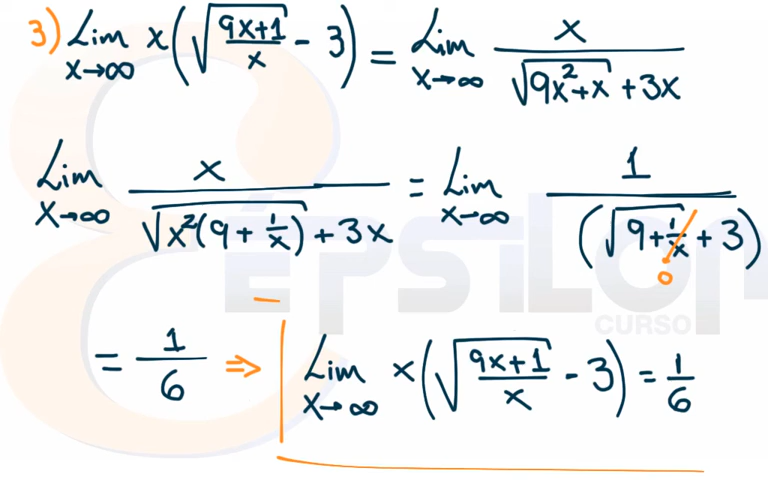 3) Lim x→∞ x(√((9x+1)/x) - 3) = Lim x→∞ x/(√(9x²+x) + 3x)
Lim x→∞ x/(√(x²(9 + 1/x)) + 3x) = Lim x→∞ 1/(√(9 + 1/x) + 3)
0
ÉPSILON
CURSO
= 1/6 ⇒ Lim x→∞ x(√((9x+1)/x) - 3) = 1/6